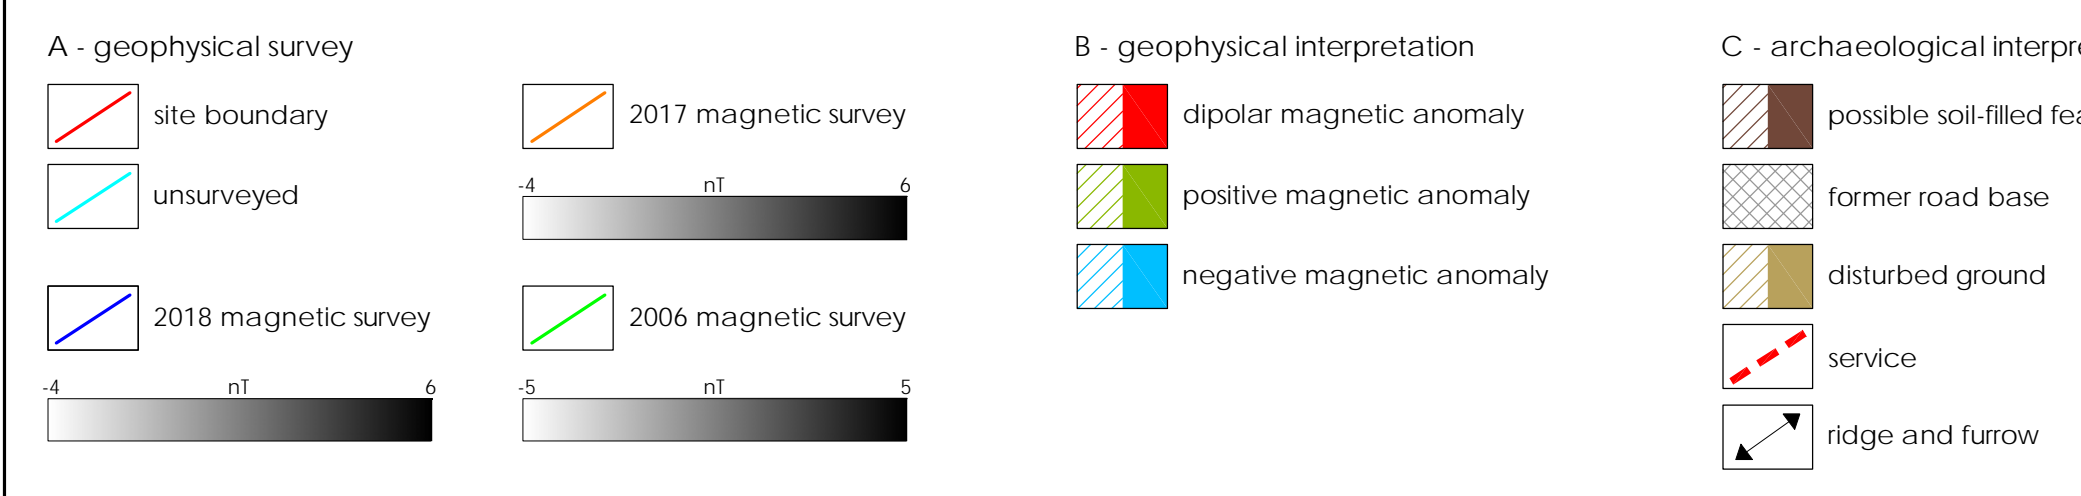 A - geophysical survey
site boundary
unsurveyed
2018 magnetic survey
-4 nT 6
2017 magnetic survey
-4 nT 6
2006 magnetic survey
-5 nT 5
B - geophysical interpretation
dipolar magnetic anomaly
positive magnetic anomaly
negative magnetic anomaly
C - archaeological
possible soil-filled
former road base
disturbed ground
service
ridge and furrow